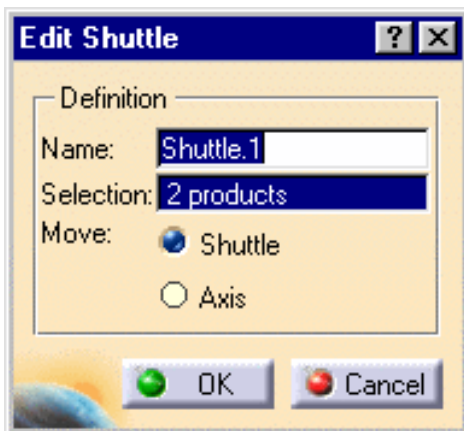 Edit Shuttle ? X
Definition
Name: Shuttle.1
Selection: 2 products
Move: Shuttle
Axis
OK Cancel